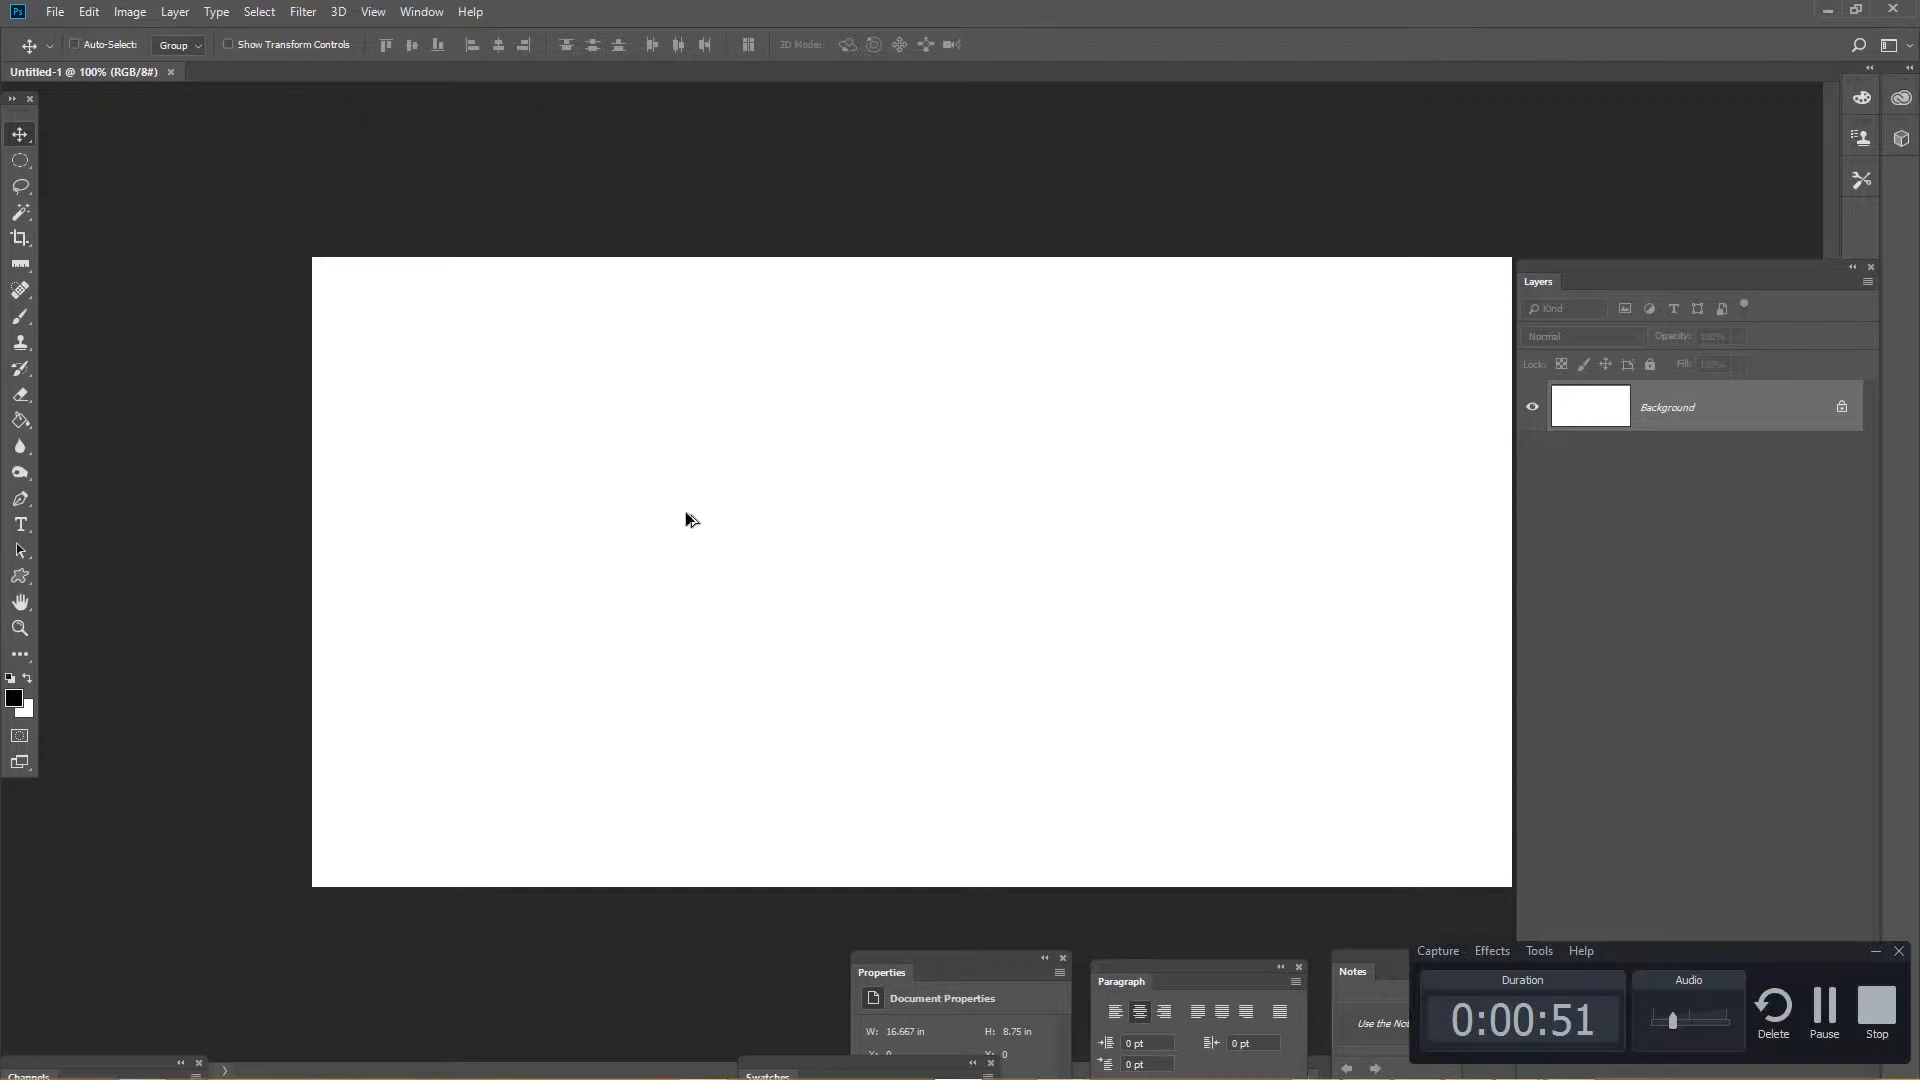 Ps File Edit Image Layer Type Select Filter 3D View Window Help
Auto-Select: Group Show Transform Controls 3D Mode:
Untitled-1 @ 100% (RGB/8#)
Layers
Kind
Normal Opacity: 100%
Lock: Fill: 100%
Background
Capture Effects Tools Help
Properties
Document Properties
W: 16.667 in H: 8.75 in
X: 0 Y: 0
Paragraph
0 pt 0 pt
0 pt
Notes
Use the Not
Duration
0:00:51
Audio
Delete Pause Stop
Channels
Swatches